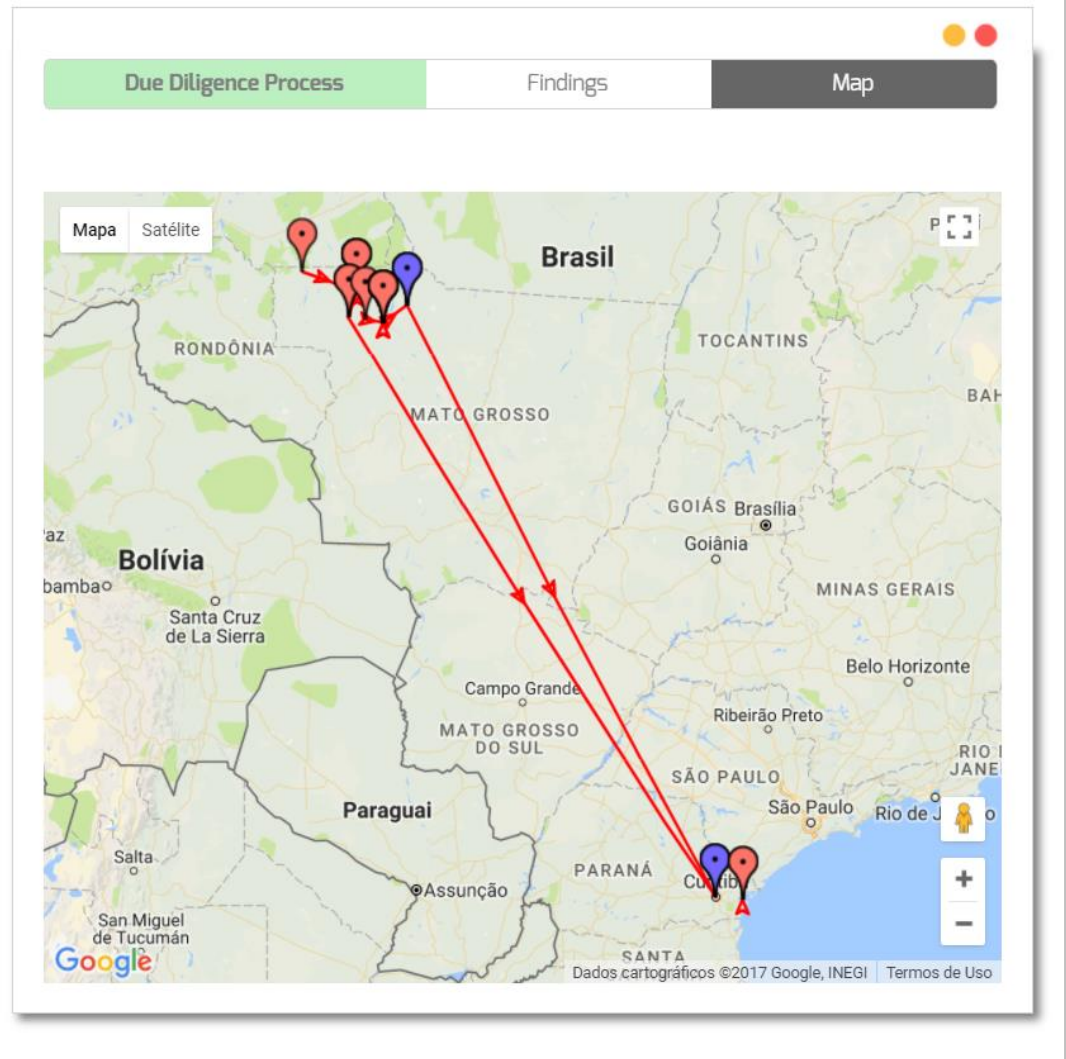 Due Diligence Process
Findings
Map
Mapa
Satélite
Brasil
RONDÔNIA
TOCANTINS
BAH
MATO GROSSO
GOIÁS
Brasília
Goiânia
Bolívia
bamba
Santa Cruz
de La Sierra
MINAS GERAIS
Belo Horizonte
Campo Grande
MATO GROSSO
DO SUL
Ribeirão Preto
SÃO PAULO
RIO
JANE
São Paulo
Rio de J
o
Paraguai
Salta
PARANÁ
Assunção
San Miguel
de Tucumán
SANTA
Google
Dados cartográficos ©2017 Google, INEGI
Termos de Uso